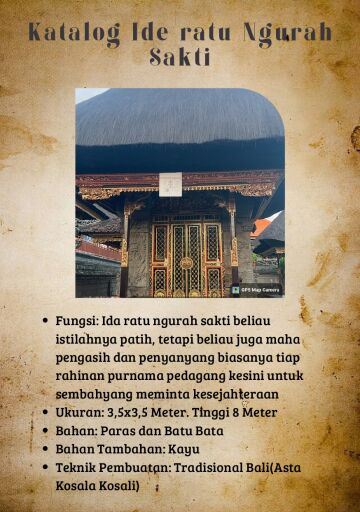 Katalog Ide ratu Ngurah
Sakti
GPS Map Camera
Fungsi: Ida ratu ngurah sakti beliau
istilahnya patih, tetapi beliau juga maha
pengasih dan penyanyang biasanya tiap
rahinan purnama pedagang kesini untuk
sembahyang meminta kesejahteraan
Ukuran: 3,5x3,5 Meter. Tinggi 8 Meter
Bahan: Paras dan Batu Bata
Bahan Tambahan: Kayu
Teknik Pembuatan: Tradisional Bali(Asta
Kosala Kosali)